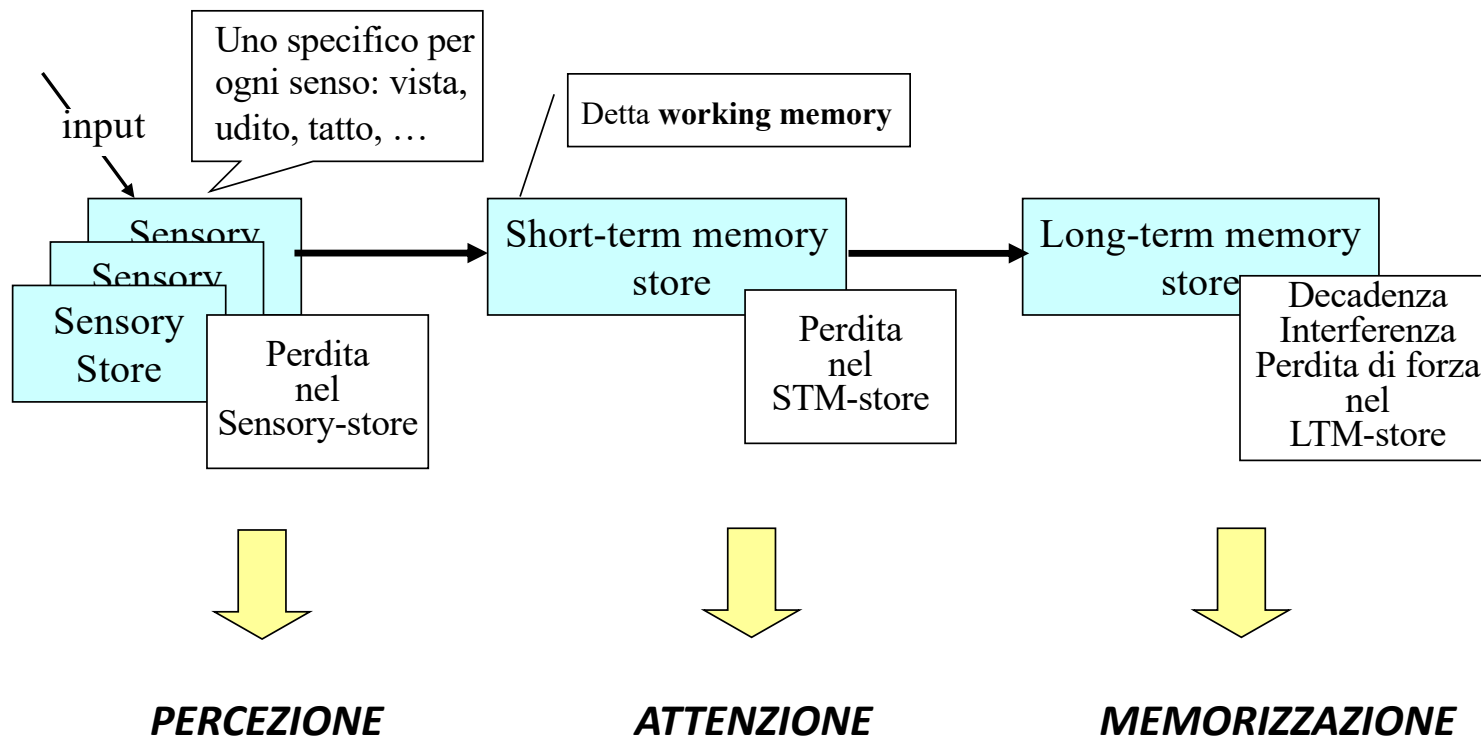 Uno specifico per
ogni senso: vista,
udito, tatto, …
input
Detta working memory
Sensory
Sensory
Sensory
Store
Perdita
nel
Sensory-store
Short-term memory
store
Perdita
nel
STM-store
Long-term memory
store
Decadenza
Interferenza
Perdita di forza
nel
LTM-store
PERCEZIONE
ATTENZIONE
MEMORIZZAZIONE